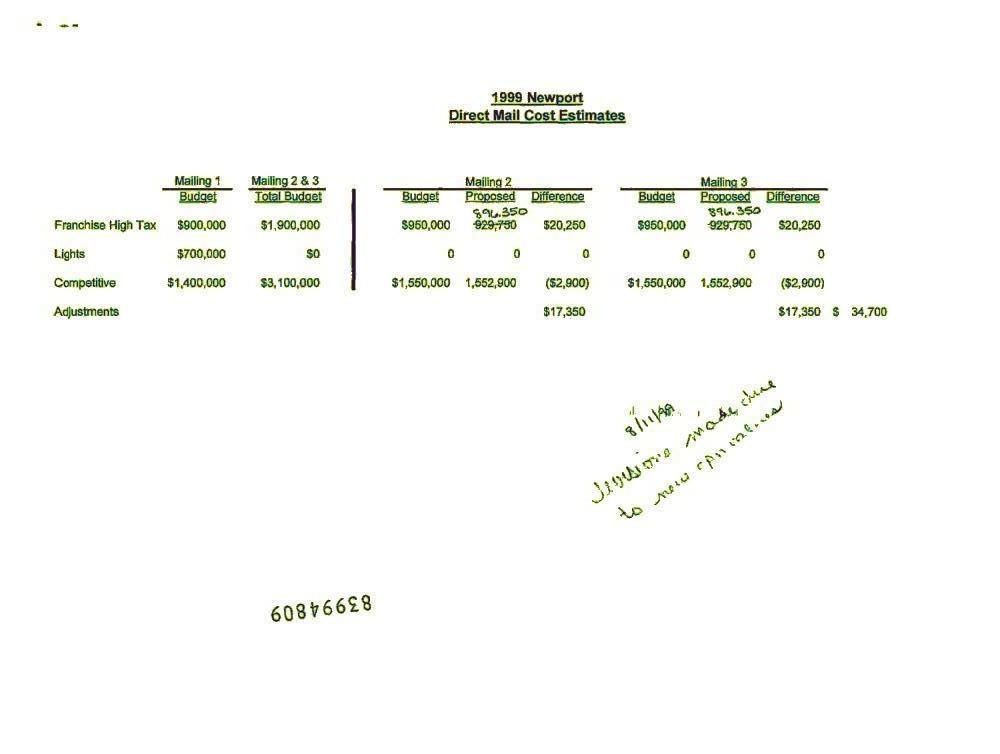 1999 Newport
Direct Mail Cost Estimates
Mailing 1 Mailing 2 & 3 Mailing 2 Mailing 3
Budget Total Budget Budget Proposed Difference Budget Proposed Difference
896.350 896.350
Franchise High Tax $900,000 $1,900,000 $950,000 929,750 $20,250 $950,000 929,750 $20,250
Lights $700,000 $0 0 0 0 0 0 0
Competitive $1,400,000 $3,100,000 $1,550,000 1,552,900 ($2,900) $1,550,000 1,552,900 ($2,900)
Adjustments $17,350 $17,350 $ 34,700
8/11/99
made due
to new
83994809